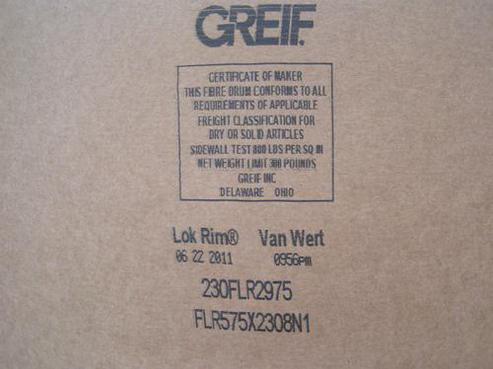 GREIF
CERTIFICATE OF MAKER
THIS FIBRE DRUM CONFORMS TO ALL
REQUIREMENTS OF APPLICABLE
FREIGHT CLASSIFICATION FOR
DRY OR SOLID ARTICLES
SIDEWALL TEST 800 LBS PER SQ IN
NET WEIGHT LIMIT 300 POUNDS
GREIF INC
DELAWARE OHIO
Lok Rim® Van Wert
06 22 2011 0956pm
230FLR2975
FLR575X2308N1